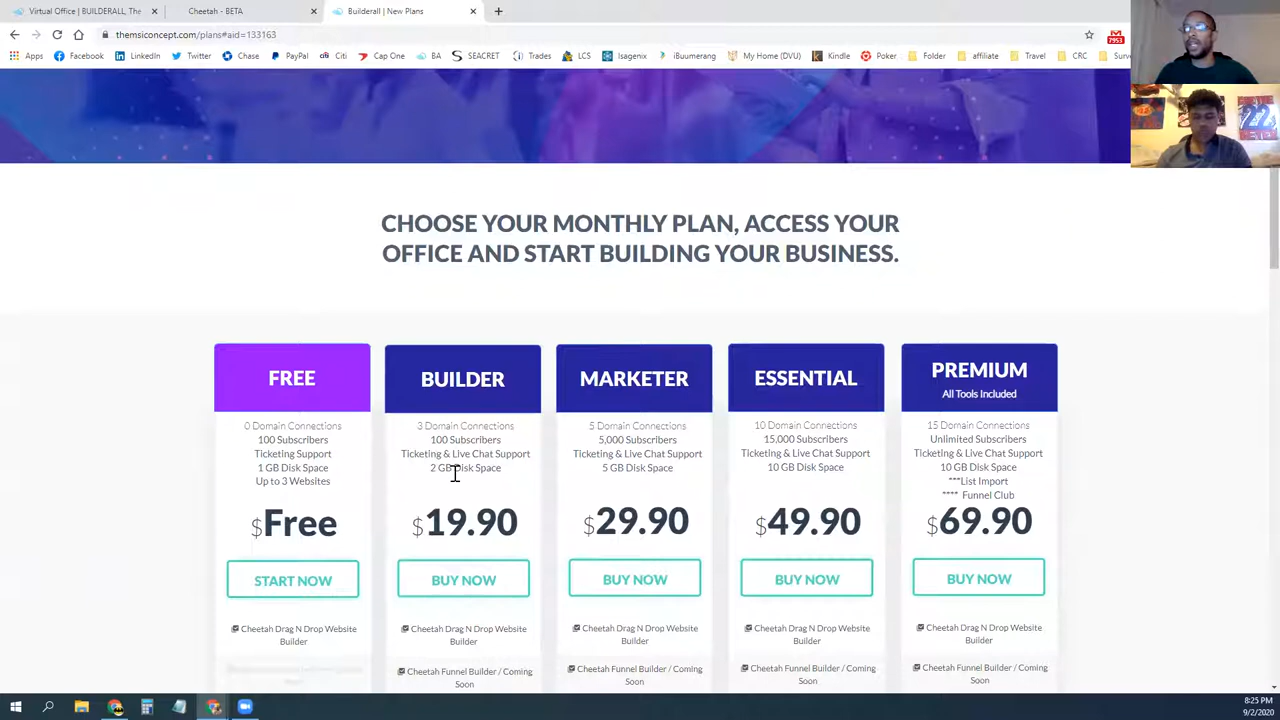 Virtual Office | BUILDERALL, The
Cheetah - BETA
Builderall | New Plans
themsiconcept.com/plans#aid=133163
7953
Apps Facebook LinkedIn Twitter Chase PayPal Citi Cap One BA SEACRET Trades LCS Isagenix iBuumerang My Home (DVU) Kindle Poker Folder affiliate Travel CRC Surv
22
CHOOSE YOUR MONTHLY PLAN, ACCESS YOUR
OFFICE AND START BUILDING YOUR BUSINESS.
FREE
0 Domain Connections
100 Subscribers
Ticketing Support
1 GB Disk Space
Up to 3 Websites
$Free
START NOW
Cheetah Drag N Drop Website
Builder
BUILDER
3 Domain Connections
100 Subscribers
Ticketing & Live Chat Support
2 GB Disk Space
$19.90
BUY NOW
Cheetah Drag N Drop Website
Builder
Cheetah Funnel Builder / Coming
Soon
MARKETER
5 Domain Connections
5,000 Subscribers
Ticketing & Live Chat Support
5 GB Disk Space
$29.90
BUY NOW
Cheetah Drag N Drop Website
Builder
Cheetah Funnel Builder / Coming
Soon
ESSENTIAL
10 Domain Connections
15,000 Subscribers
Ticketing & Live Chat Support
10 GB Disk Space
$49.90
BUY NOW
Cheetah Drag N Drop Website
Builder
Cheetah Funnel Builder / Coming
Soon
PREMIUM
All Tools Included
15 Domain Connections
Unlimited Subscribers
Ticketing & Live Chat Support
10 GB Disk Space
***List Import
**** Funnel Club
$69.90
BUY NOW
Cheetah Drag N Drop Website
Builder
Cheetah Funnel Builder / Coming
Soon
8:25 PM
9/2/2020